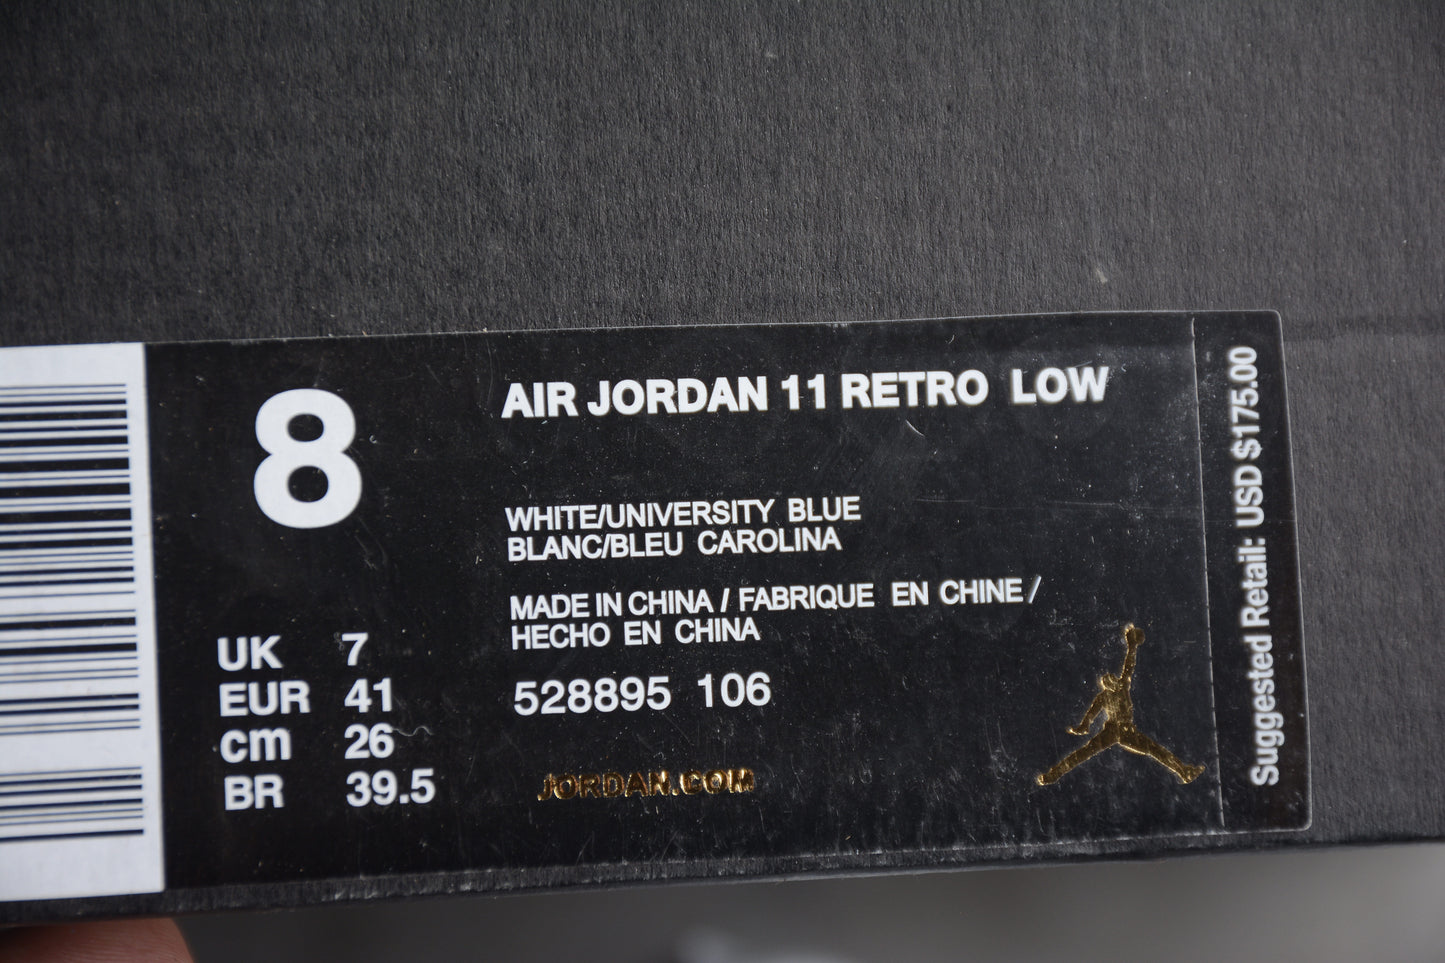 8
AIR JORDAN 11 RETRO LOW
WHITE/UNIVERSITY BLUE
BLANC/BLEU CAROLINA
MADE IN CHINA / FABRIQUE EN CHINE /
HECHO EN CHINA
528895 106
UK 7
EUR 41
cm 26
BR 39.5
JORDAN.COM
Suggested Retail: USD $175.00